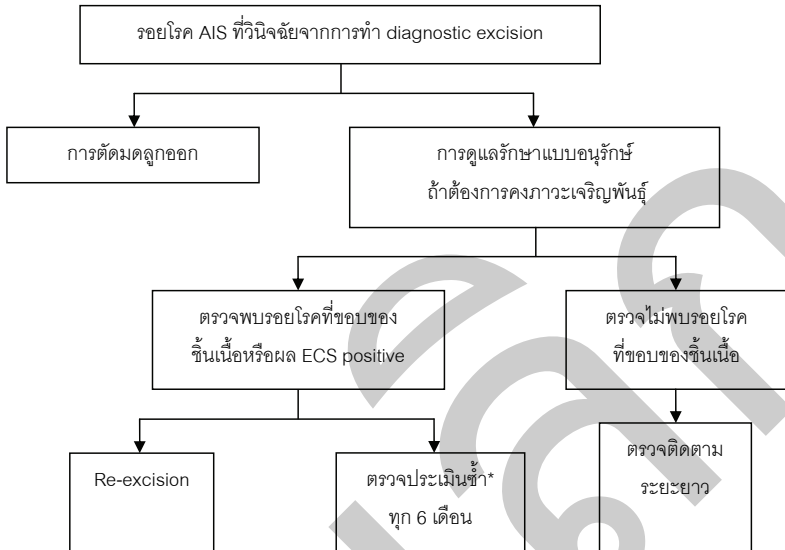 รอยโรค AIS ที่วินิจฉัยจากการทำ diagnostic excision
การตัดมดลูกออก
การดูแลรักษาแบบอนุรักษ์
ถ้าต้องการคงภาวะเจริญพันธุ์
ตรวจพบรอยโรคที่ขอบของ
ชิ้นเนื้อหรือผล ECS positive
ตรวจไม่พบรอยโรค
ที่ขอบของชิ้นเนื้อ
Re-excision
ตรวจประเมินซ้ำ*
ทุก 6 เดือน
ตรวจติดตาม
ระยะยาว